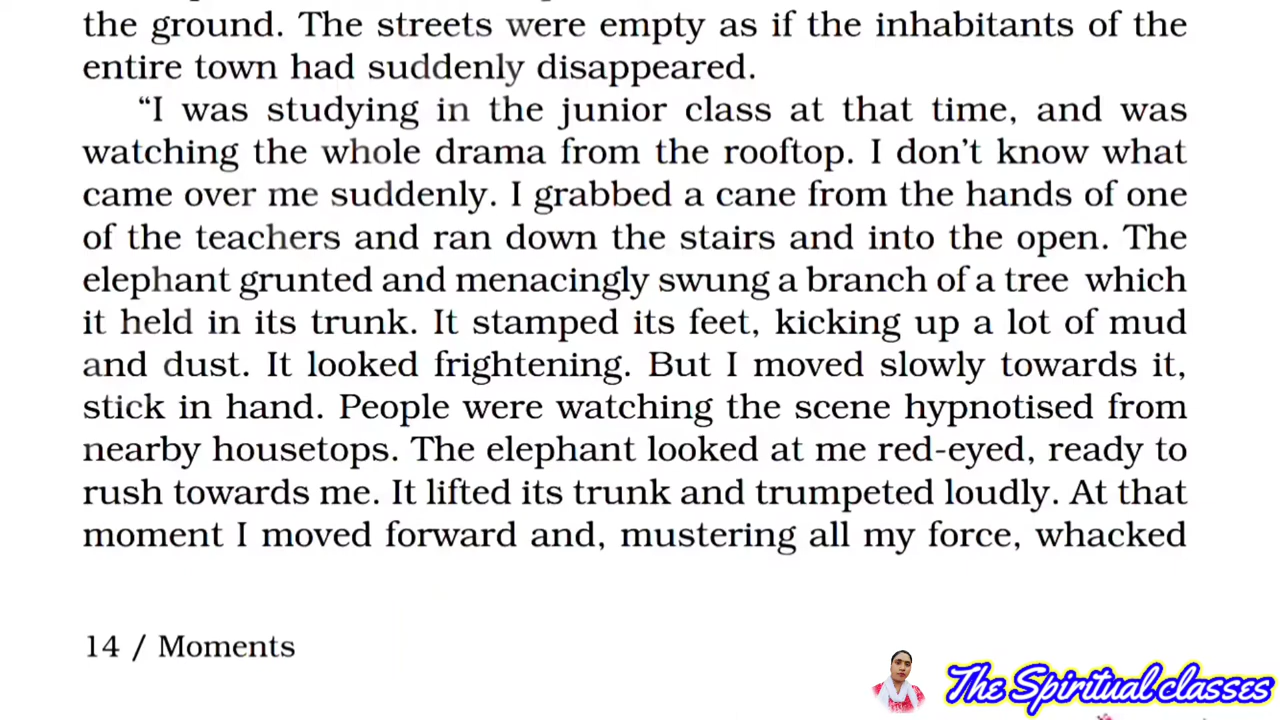 the ground. The streets were empty as if the inhabitants of the
entire town had suddenly disappeared.
“I was studying in the junior class at that time, and was
watching the whole drama from the rooftop. I don’t know what
came over me suddenly. I grabbed a cane from the hands of one
of the teachers and ran down the stairs and into the open. The
elephant grunted and menacingly swung a branch of a tree which
it held in its trunk. It stamped its feet, kicking up a lot of mud
and dust. It looked frightening. But I moved slowly towards it,
stick in hand. People were watching the scene hypnotised from
nearby housetops. The elephant looked at me red-eyed, ready to
rush towards me. It lifted its trunk and trumpeted loudly. At that
moment I moved forward and, mustering all my force, whacked
14 / Moments
The Spiritual classes